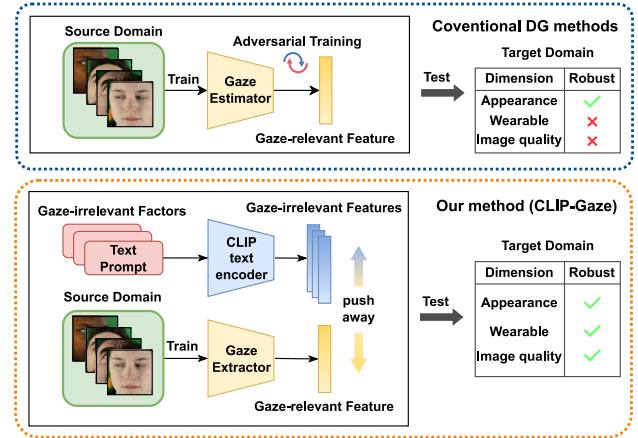 Coventional DG methods
Source Domain
Train
Gaze
Estimator
Adversarial Training
Gaze-relevant Feature
Test
Target Domain
Dimension Robust
Appearance
Wearable
Image quality
Our method (CLIP-Gaze)
Gaze-irrelevant Factors
Text
Prompt
CLIP
text
encoder
Gaze-irrelevant Features
push
away
Source Domain
Train
Gaze
Extractor
Gaze-relevant Feature
Test
Target Domain
Dimension Robust
Appearance
Wearable
Image quality